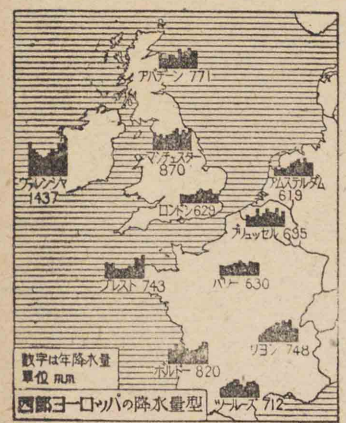 アバデーン 771
マンチェスター
870
ヴァレンシヤ
1437
アムステルダム
619
ロンドン 629
ブリュッセル 695
ブレスト 743
パリー 630
リヨン 748
ボルドー 820
ツールーズ 712
数字は年降水量
単位 mm
西部ヨーロッパの降水量型